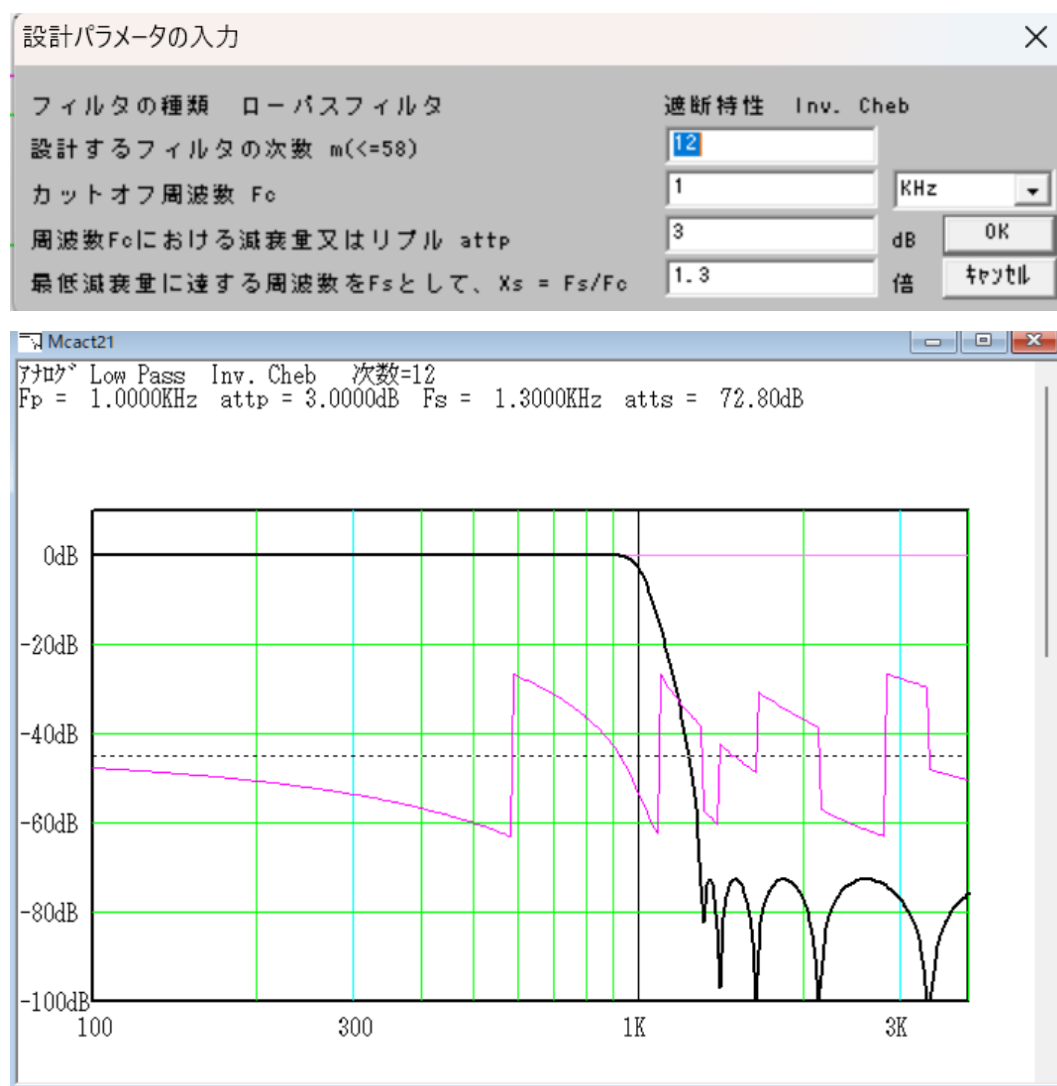 設計パラメータの入力
フィルタの種類 ローパスフィルタ 遮断特性 Inv. Cheb
設計するフィルタの次数 m(<=58) 12
カットオフ周波数 Fc 1 KHz
周波数Fcにおける減衰量又はリプル attp 3 dB OK
最低減衰量に達する周波数をFsとして、Xs = Fs/Fc 1.3 倍 ｷｬﾝｾﾙ
Mcact21
ｱﾅﾛｸﾞ Low Pass Inv. Cheb 次数=12
Fp = 1.0000KHz attp = 3.0000dB Fs = 1.3000KHz atts = 72.80dB
0dB
-20dB
-40dB
-60dB
-80dB
-100dB
100 300 1K 3K